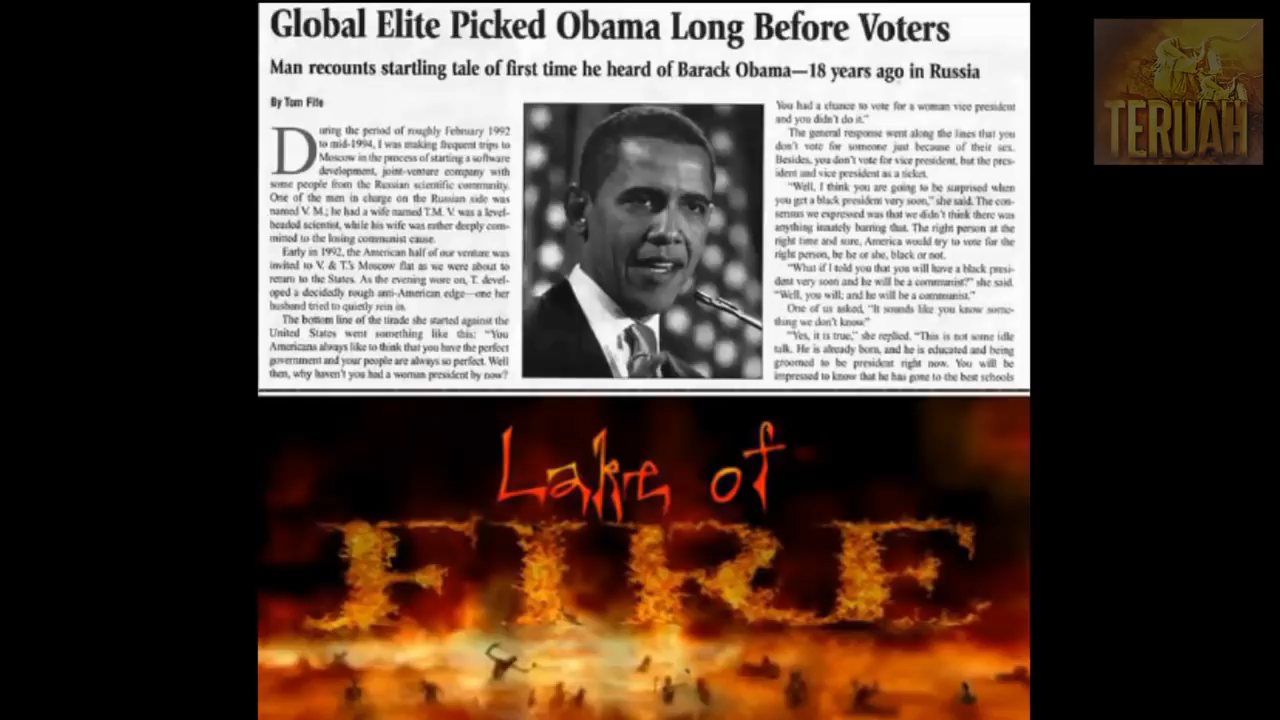 Global Elite Picked Obama Long Before Voters
Man recounts startling tale of first time he heard of Barack Obama—18 years ago in Russia
By Tom Fife
During the period of roughly February 1992
to mid-1994, I was making frequent trips to
Moscow in the process of starting a software
development, joint-venture company with
some people from the Russian scientific community.
One of the men in charge on the Russian side was
named V. M.; he had a wife named T.M. V. was a level-
headed scientist, while his wife was rather deeply com-
mitted to the losing communist cause.
Early in 1992, the American half of our venture was
invited to V. & T.'s Moscow flat as we were about to
return to the States. As the evening wore on, T. devel-
oped a decidedly rough anti-American edge—one her
husband tried to quietly rein in.
The bottom line of the tirade she started against the
United States went something like this: "You
Americans always like to think that you have the perfect
government and your people are always so perfect. Well
then, why haven't you had a woman president by now?
You had a chance to vote for a woman vice president
and you didn't do it."
The general response went along the lines that you
don't vote for someone just because of their sex.
Besides, you don't vote for vice president, but the pres-
ident and vice president as a ticket.
"Well, I think you are going to be surprised when
you get a black president very soon," she said. The con-
sensus we expressed was that we didn't think there was
anything innately barring that. The right person at the
right time and sure, America would try to vote for the
right person, be he or she, black or not.
"What if I told you that you will have a black presi-
dent very soon and he will be a communist?" she said.
"Well, you will; and he will be a communist."
One of us asked, "It sounds like you know some-
thing we don't know."
"Yes, it is true," she replied. "This is not some idle
talk. He is already born, and he is educated and being
groomed to be president right now. You will be
impressed to know that he has gone to the best schools
TERUAH
Lake of
FIRE